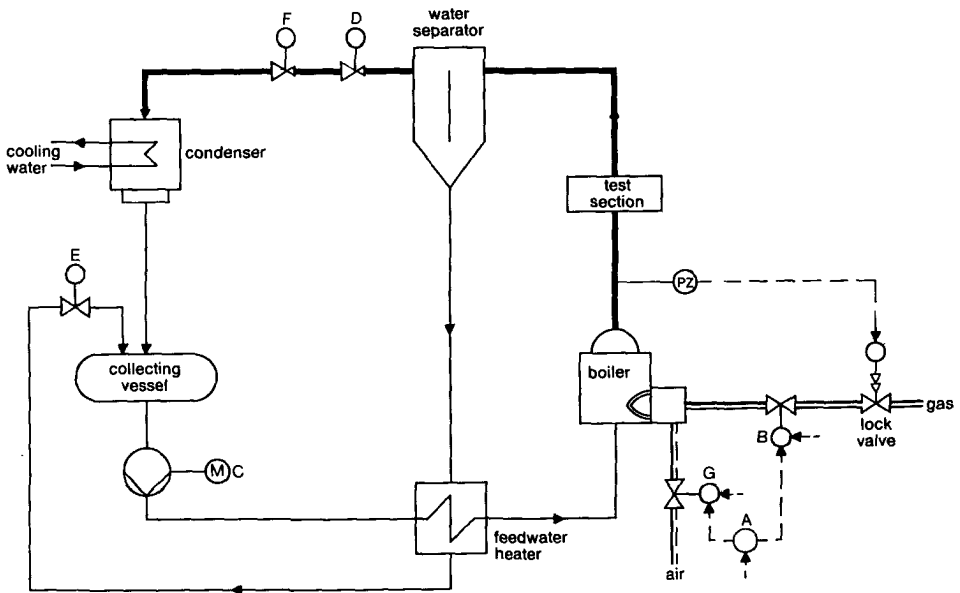 water
separator
F
D
cooling
water
condenser
test
section
E
PZ
collecting
vessel
boiler
gas
lock
valve
B
M C
G
A
feedwater
heater
air